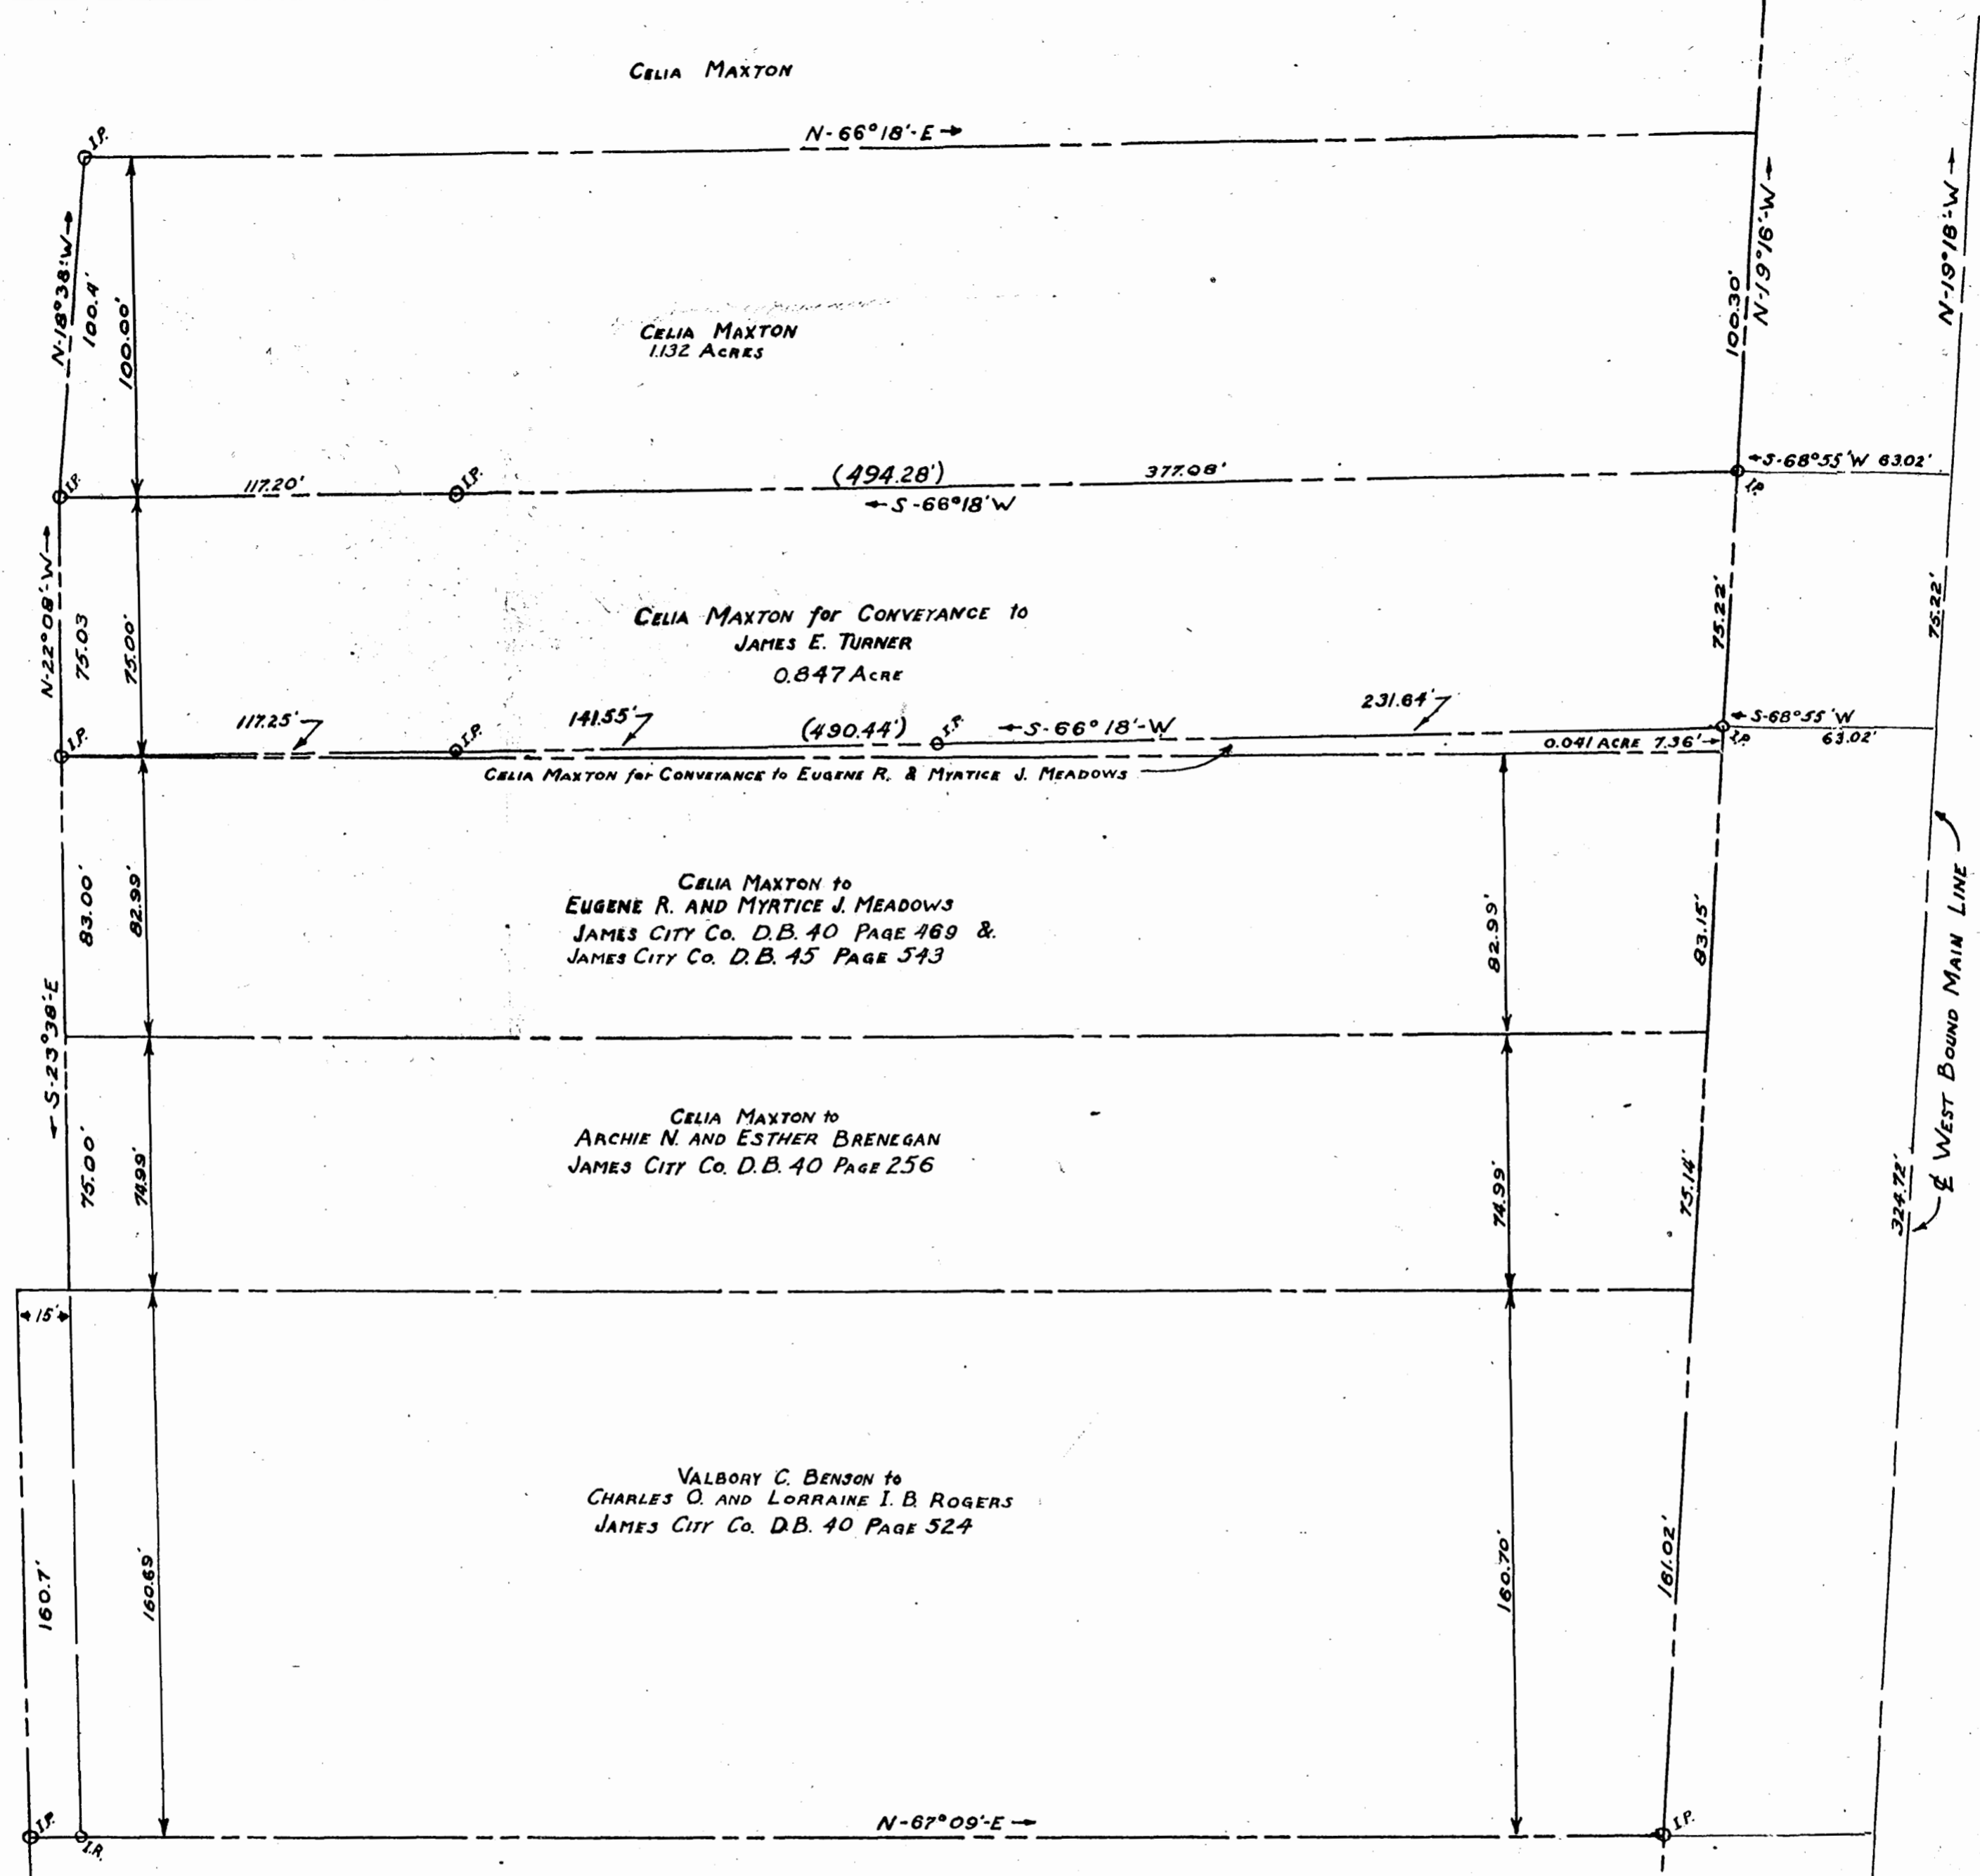 CELIA MAXTON
N-66°18'-E
I.P.
N-18°38'-W
100.4'
100.00'
CELIA MAXTON
1.132 ACRES
100.30'
N-19°16'-W
N-19°18'-W
I.P.
117.20'
I.P.
(494.28')
377.08'
S-66°18'W
S-68°55'W 63.02'
I.P.
N-22°08'-W
75.03
75.00'
CELIA MAXTON for CONVEYANCE to
JAMES E. TURNER
0.847 ACRE
75.22'
75.22'
I.P.
117.25'
I.P.
141.55'
(490.44')
I.P.
S-66°18'-W
231.64'
S-68°55'W
63.02'
I.P.
0.041 ACRE 7.36'
CELIA MAXTON for CONVEYANCE to EUGENE R. & MYRTICE J. MEADOWS
83.00'
82.99'
CELIA MAXTON to
EUGENE R. AND MYRTICE J. MEADOWS
JAMES CITY CO. D.B. 40 PAGE 469 &
JAMES CITY CO. D.B. 45 PAGE 543
82.99'
83.15'
℄ WEST BOUND MAIN LINE
S-23°38'-E
75.00'
74.99'
CELIA MAXTON to
ARCHIE N. AND ESTHER BRENEGAN
JAMES CITY CO. D.B. 40 PAGE 256
74.99'
75.14'
324.72'
15'
160.7'
160.69'
VALBORY C. BENSON to
CHARLES O. AND LORRAINE I. B. ROGERS
JAMES CITY CO. D.B. 40 PAGE 524
160.70'
161.02'
I.P.
I.R.
N-67°09'-E
I.P.